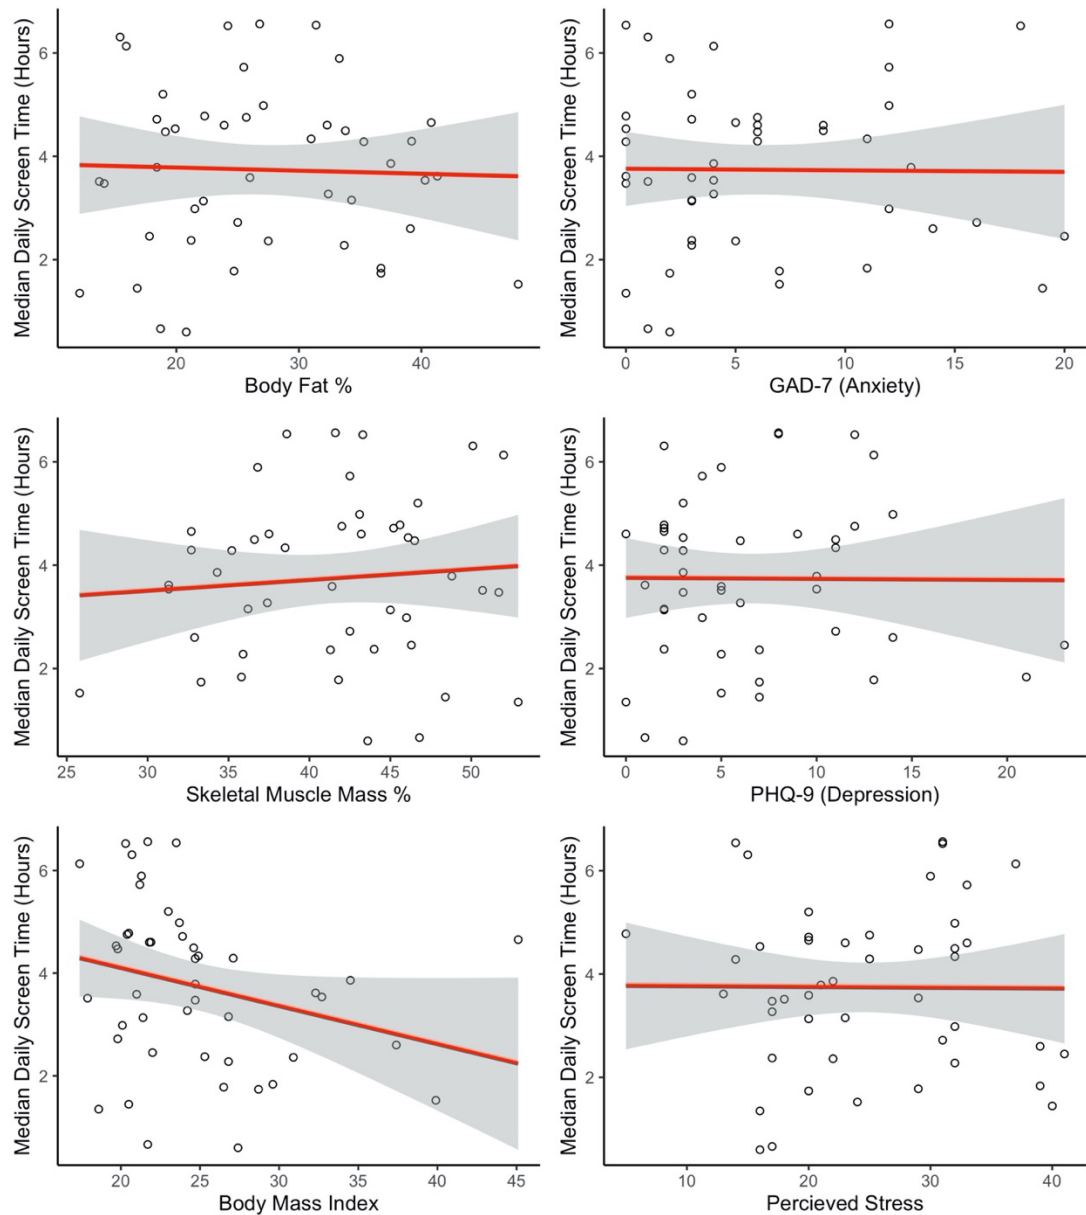 Median Daily Screen Time (Hours)
6
4
2
20 30 40
Body Fat %
Median Daily Screen Time (Hours)
6
4
2
0 5 10 15 20
GAD-7 (Anxiety)
Median Daily Screen Time (Hours)
6
4
2
25 30 35 40 45 50
Skeletal Muscle Mass %
Median Daily Screen Time (Hours)
6
4
2
0 5 10 15 20
PHQ-9 (Depression)
Median Daily Screen Time (Hours)
6
4
2
20 25 30 35 40 45
Body Mass Index
Median Daily Screen Time (Hours)
6
4
2
10 20 30 40
Percieved Stress